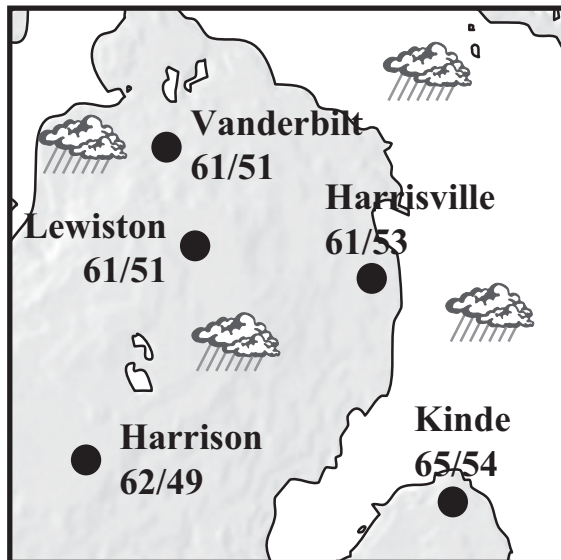 Vanderbilt
61/51
Harrisville
61/53
Lewiston
61/51
Harrison
62/49
Kinde
65/54